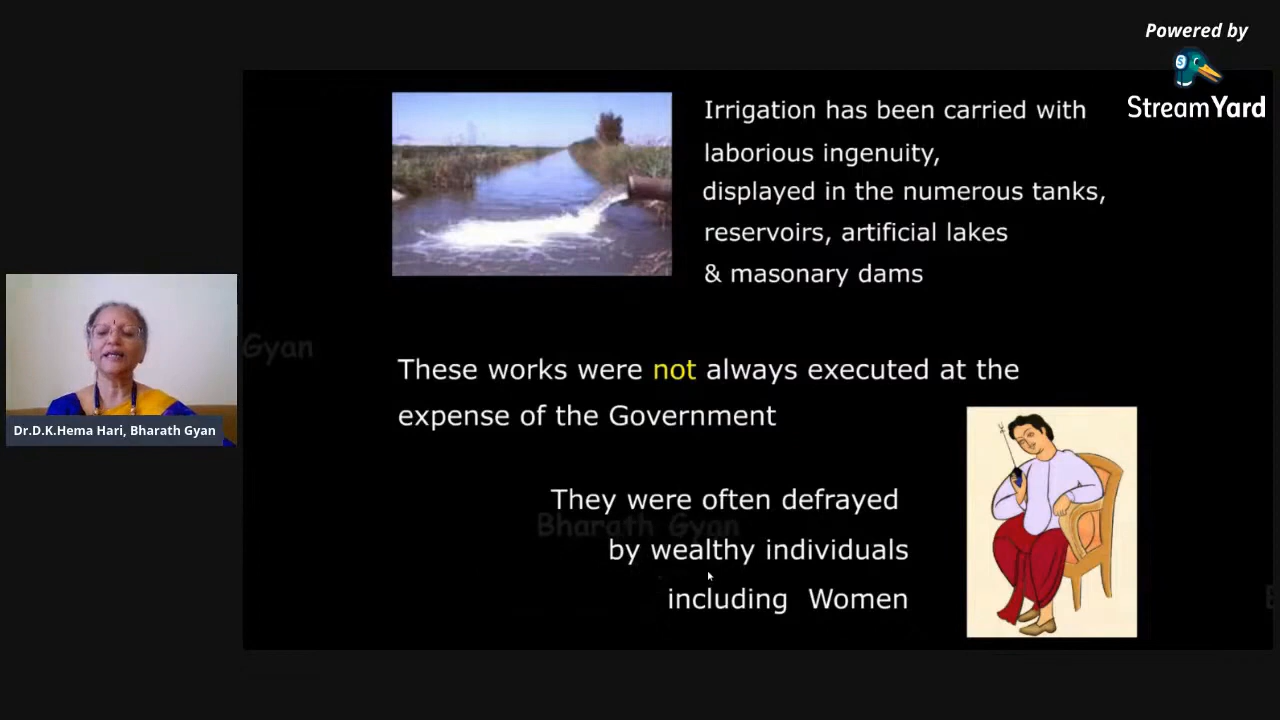 Powered by
StreamYard
Irrigation has been carried with
laborious ingenuity,
displayed in the numerous tanks,
reservoirs, artificial lakes
& masonary dams
Gyan
These works were not always executed at the
expense of the Government
Dr.D.K.Hema Hari, Bharath Gyan
They were often defrayed
Bharath Gyan
by wealthy individuals
including Women